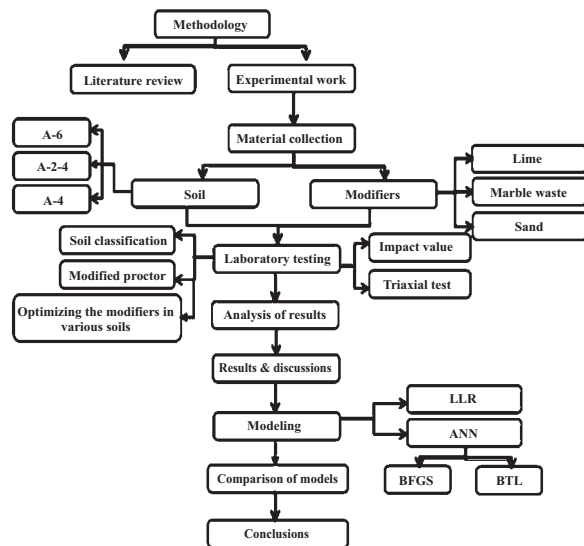 Methodology
Literature review
Experimental work
Material collection
A-6
A-2-4
A-4
Soil
Modifiers
Lime
Marble waste
Sand
Soil classification
Modified proctor
Optimizing the modifiers in
various soils
Laboratory testing
Impact value
Triaxial test
Analysis of results
Results & discussions
Modeling
LLR
ANN
BFGS
BTL
Comparison of models
Conclusions